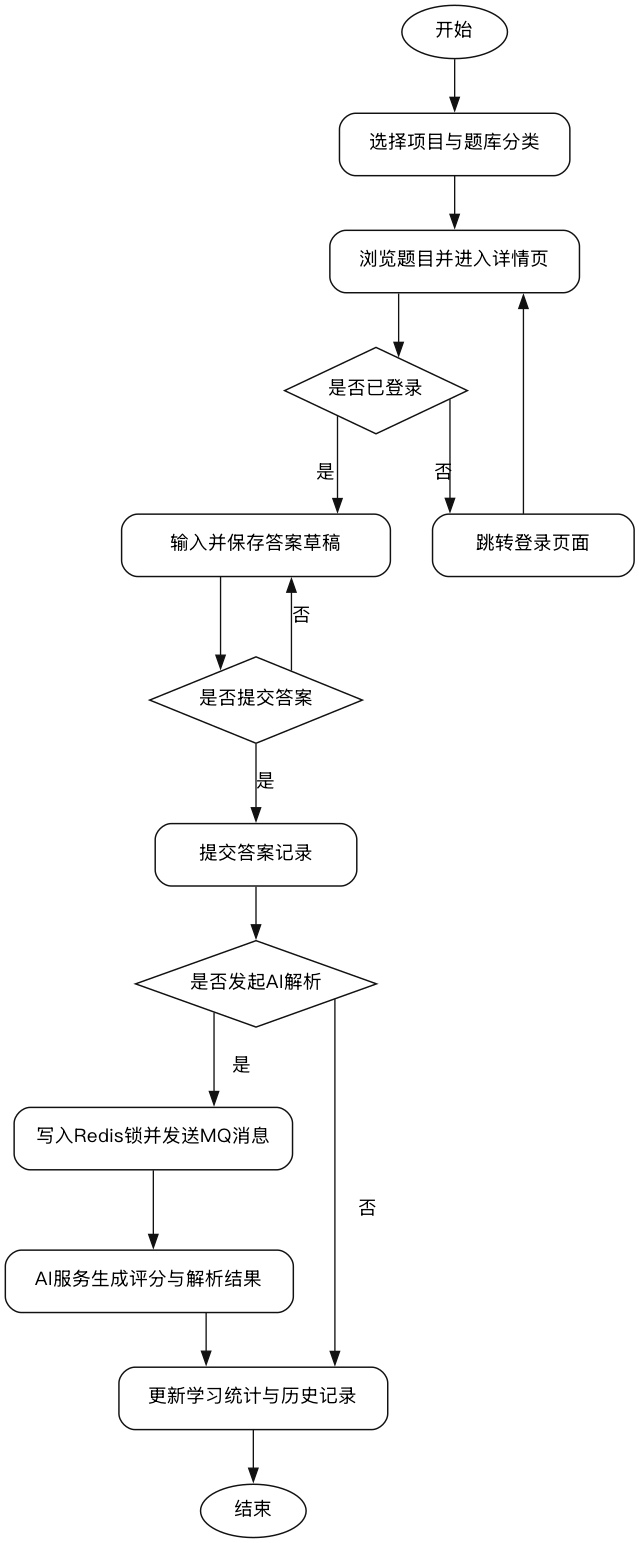 开始
选择项目与题库分类
浏览题目并进入详情页
是否已登录
是
否
输入并保存答案草稿
跳转登录页面
否
是否提交答案
是
提交答案记录
是否发起AI解析
是
写入Redis锁并发送MQ消息
否
AI服务生成评分与解析结果
更新学习统计与历史记录
结束